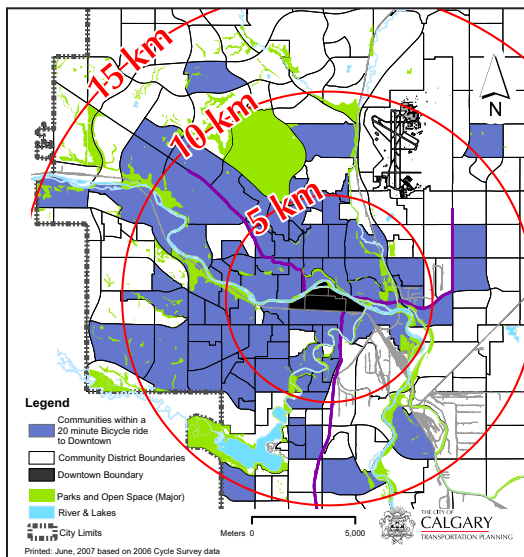 15-km
10-km
5-km
N
Legend
Communities within a
20 minute Bicycle ride
to Downtown
Community District Boundaries
Downtown Boundary
Parks and Open Space (Major)
River & Lakes
City Limits
Meters 0 5,000
THE CITY OF
CALGARY
TRANSPORTATION PLANNING
Printed: June, 2007 based on 2006 Cycle Survey data